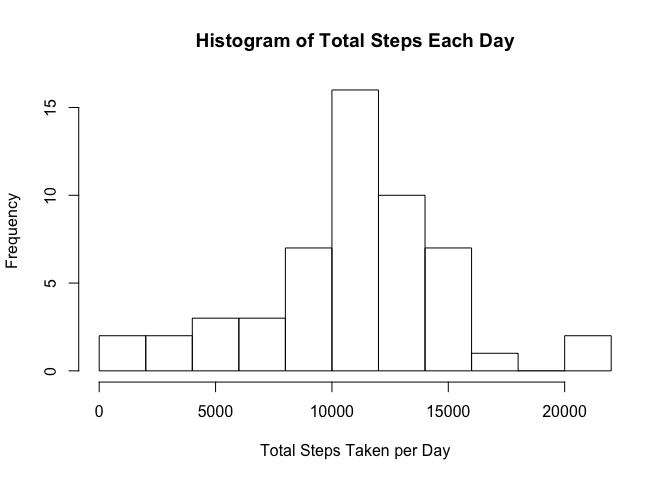 Histogram of Total Steps Each Day
Frequency
15
10
5
0
0 5000 10000 15000 20000
Total Steps Taken per Day